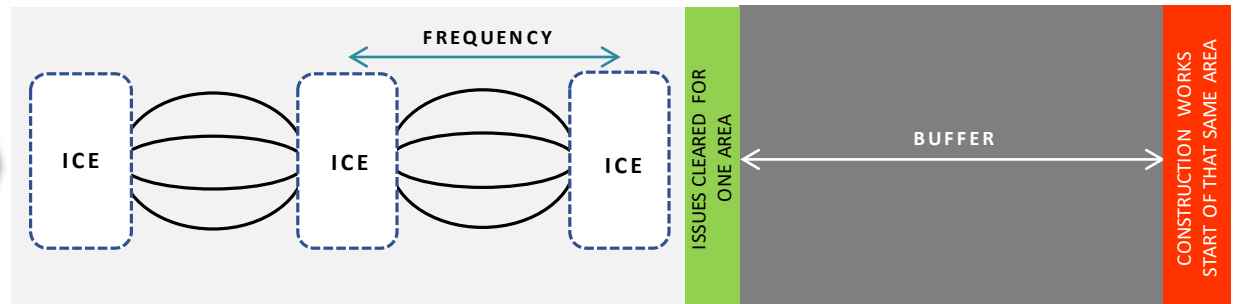 FREQUENCY
ICE
ICE
ICE
ISSUES CLEARED FOR
ONE AREA
BUFFER
CONSTRUCTION WORKS
START OF THAT SAME AREA